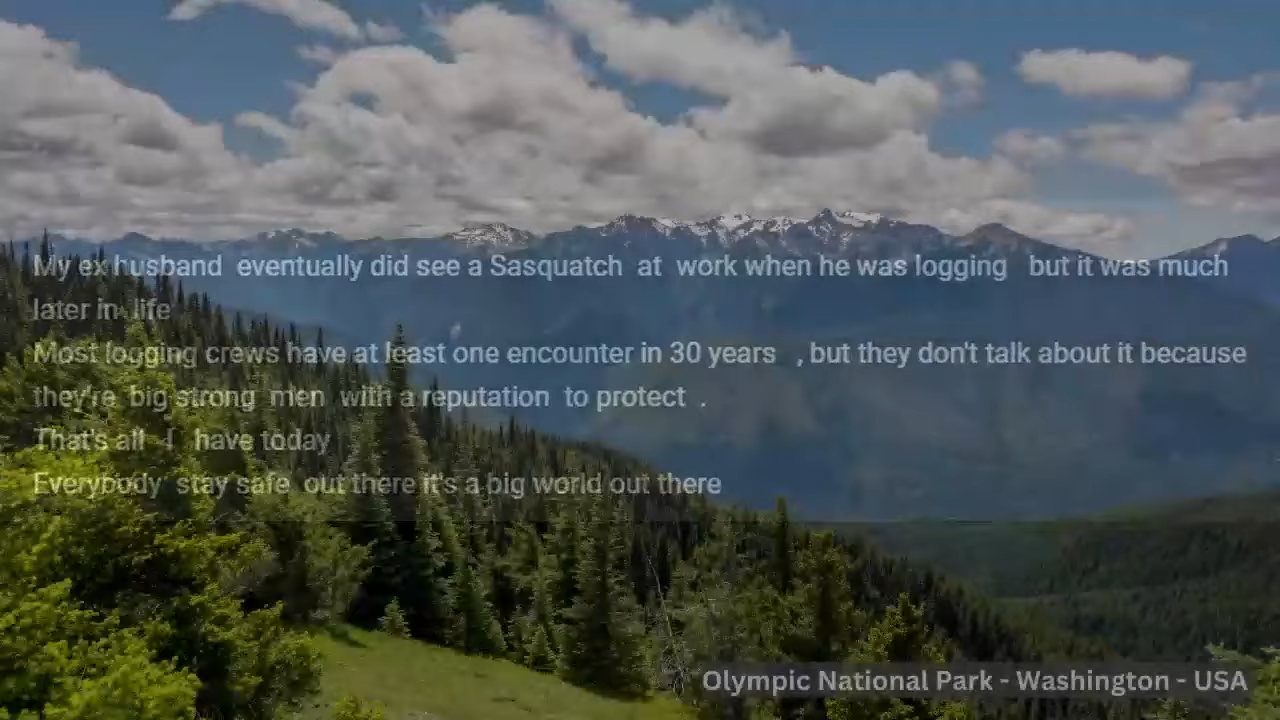 My ex husband eventually did see a Sasquatch at work when he was logging but it was much
later in life
Most logging crews have at least one encounter in 30 years , but they don't talk about it because
they're big strong men with a reputation to protect .
That's all I have today
Everybody stay safe out there it's a big world out there
Olympic National Park - Washington - USA